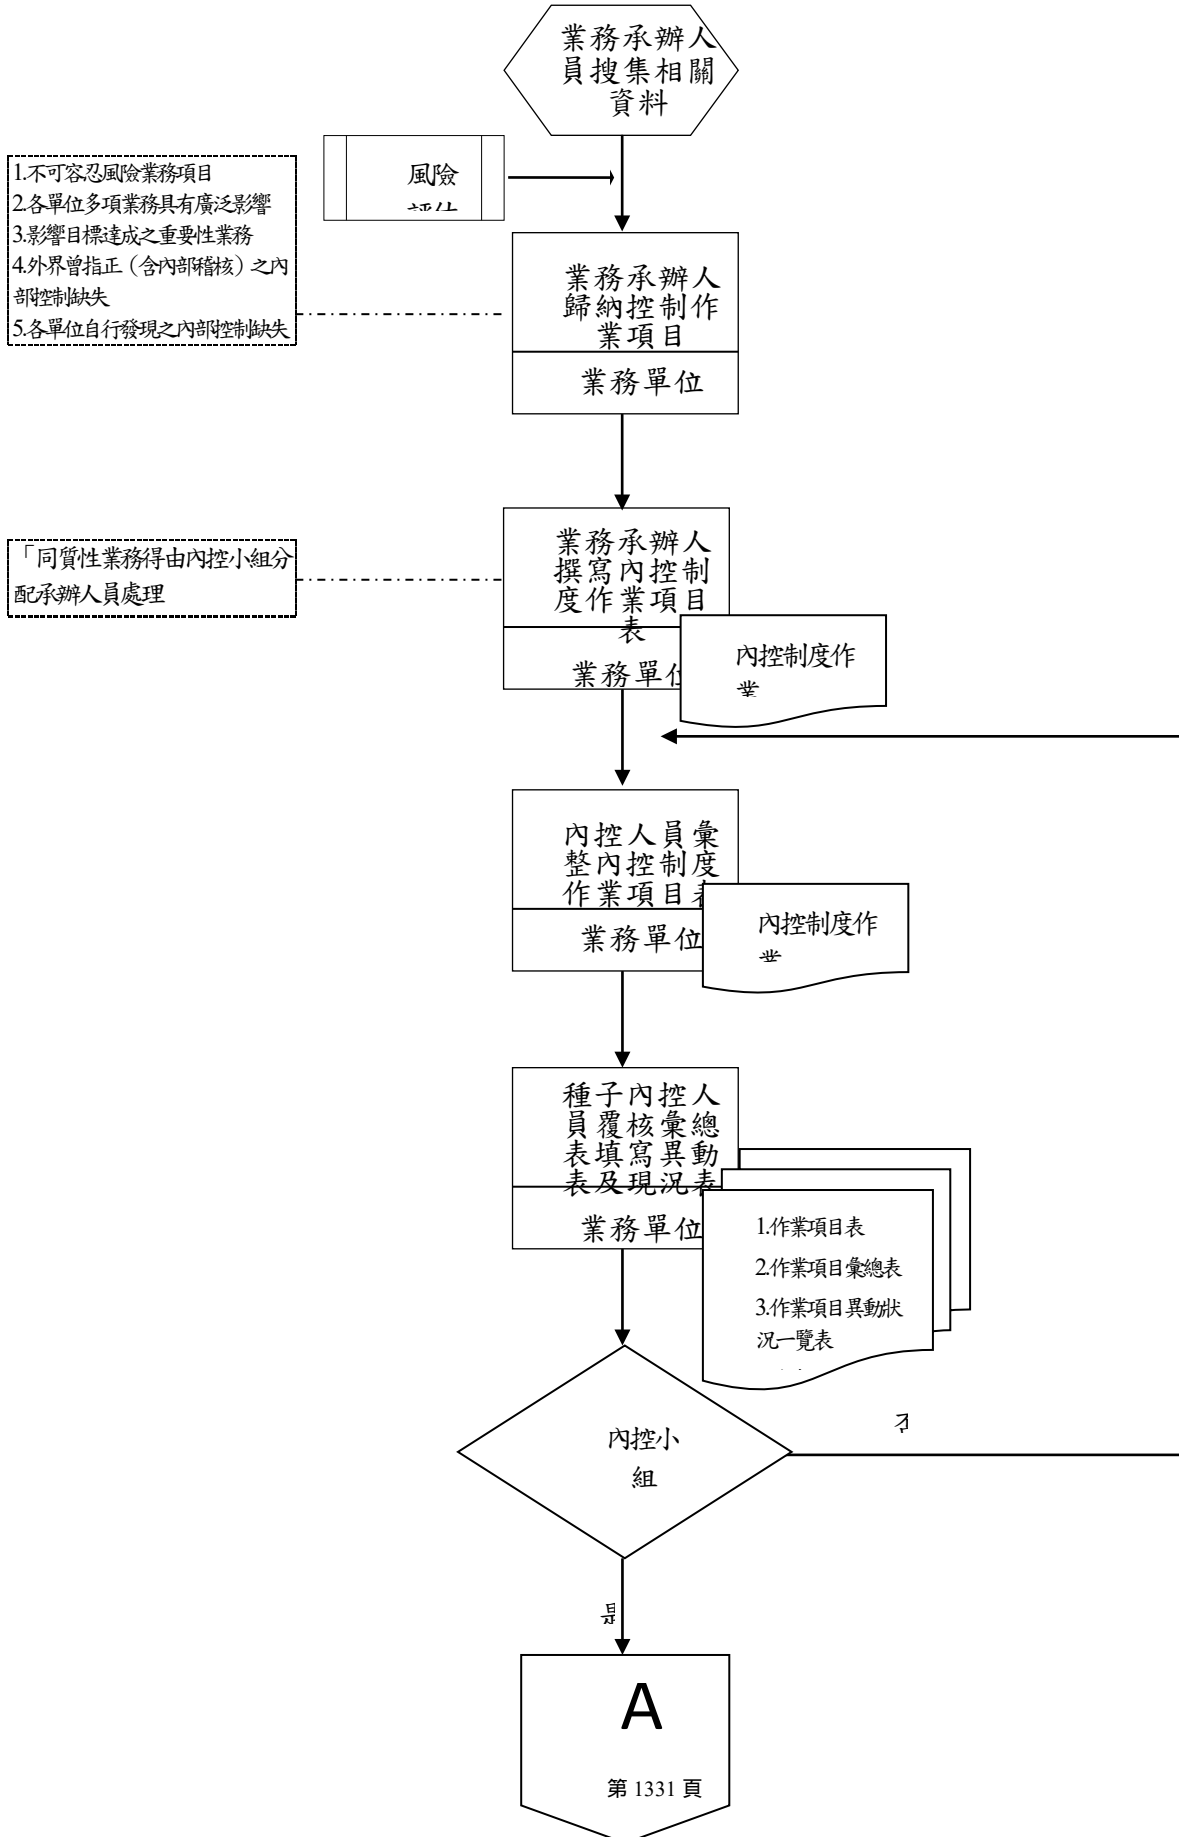 業務承辦人
員搜集相關
資料
風險
1.不可容忍風險業務項目
2.各單位多項業務具有廣泛影響
3.影響目標達成之重要性業務
4.外界曾指正（含內部稽核）之內
部控制缺失
5.各單位自行發現之內部控制缺失
業務承辦人
歸納控制作
業項目
業務單位
「同質性業務得由內控小組分
配承辦人員處理
業務承辦人
撰寫內控制
度作業項目
表
業務單位
內控制度作
業
內控人員彙
整內控制度
作業項目表
業務單位
內控制度作
業
種子內控人
員覆核彙總
表填寫異動
表及現況表
業務單位
1.作業項目表
2.作業項目彙總表
3.作業項目異動狀
況一覽表
內控小
組
是
A
第 1331 頁